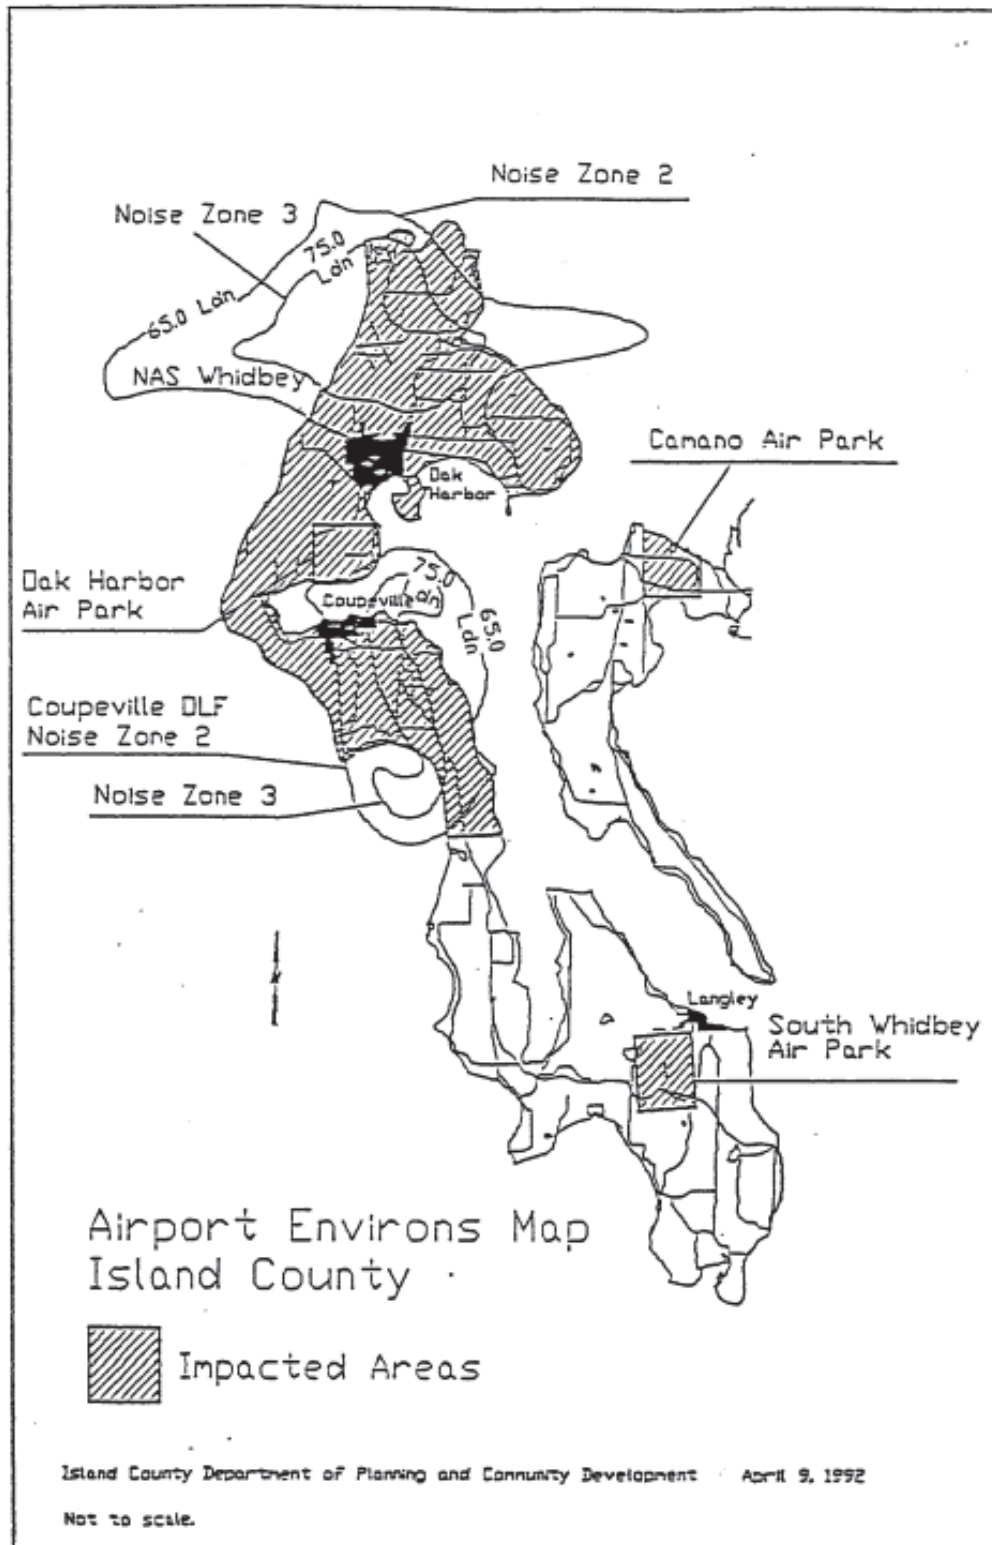 Noise Zone 2
Noise Zone 3
75.0
Ldn
65.0 Ldn
NAS Whidbey
Camano Air Park
Oak
Harbor
Oak Harbor
Air Park
75.0
Ldn
Coupeville
65.0
Ldn
Coupeville OLF
Noise Zone 2
Noise Zone 3
Langley
South Whidbey
Air Park
Airport Environs Map
Island County
Impacted Areas
Island County Department of Planning and Community Development April 9, 1992
Not to scale.